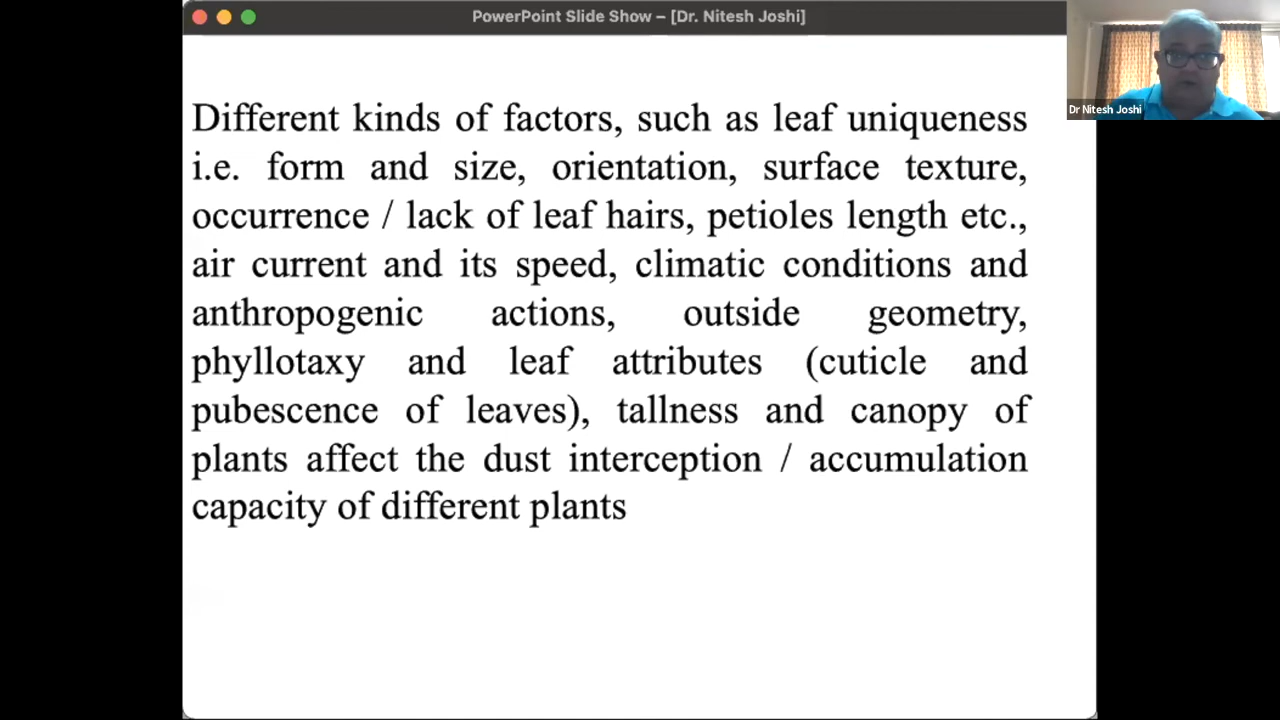 PowerPoint Slide Show – [Dr. Nitesh Joshi]
Dr Nitesh Joshi
Different kinds of factors, such as leaf uniqueness
i.e. form and size, orientation, surface texture,
occurrence / lack of leaf hairs, petioles length etc.,
air current and its speed, climatic conditions and
anthropogenic actions, outside geometry,
phyllotaxy and leaf attributes (cuticle and
pubescence of leaves), tallness and canopy of
plants affect the dust interception / accumulation
capacity of different plants